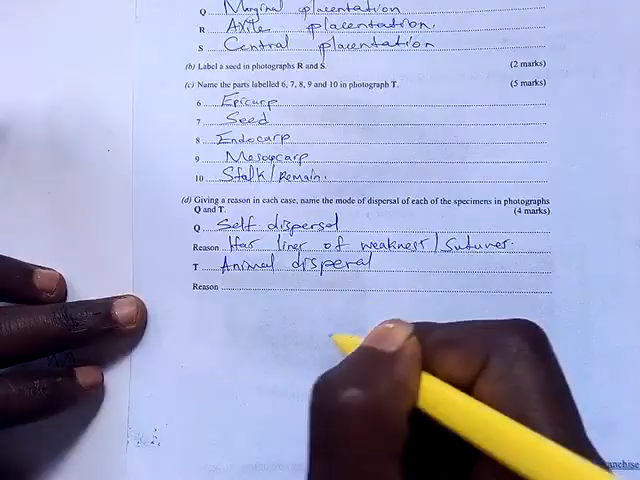 Q Marginal placentation
R Axile placentation.
S Central placentation
(b) Label a seed in photographs R and S. (2 marks)
(c) Name the parts labelled 6, 7, 8, 9 and 10 in photograph T. (5 marks)
6 Epicarp
7 Seed
8 Endocarp
9 Mesocarp
10 Stalk/Remain.
(d) Giving a reason in each case, name the mode of dispersal of each of the specimens in photographs
Q and T. (4 marks)
Q Self dispersal
Reason Has lines of weakness/Sutures.
T Animal disperal
Reason
anchise